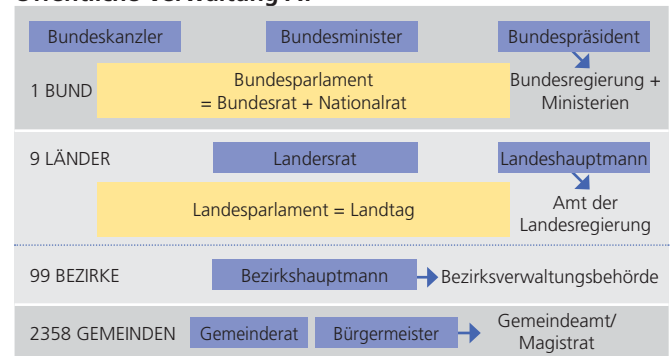 Öffentliche Verwaltung AT
Bundeskanzler Bundesminister Bundespräsident
1 BUND
Bundesparlament
= Bundesrat + Nationalrat
Bundesregierung +
Ministerien
9 LÄNDER Landersrat Landeshauptmann
Landesparlament = Landtag
Amt der
Landesregierung
99 BEZIRKE Bezirkshauptmann Bezirksverwaltungsbehörde
2358 GEMEINDEN Gemeinderat Bürgermeister
Gemeindeamt/
Magistrat